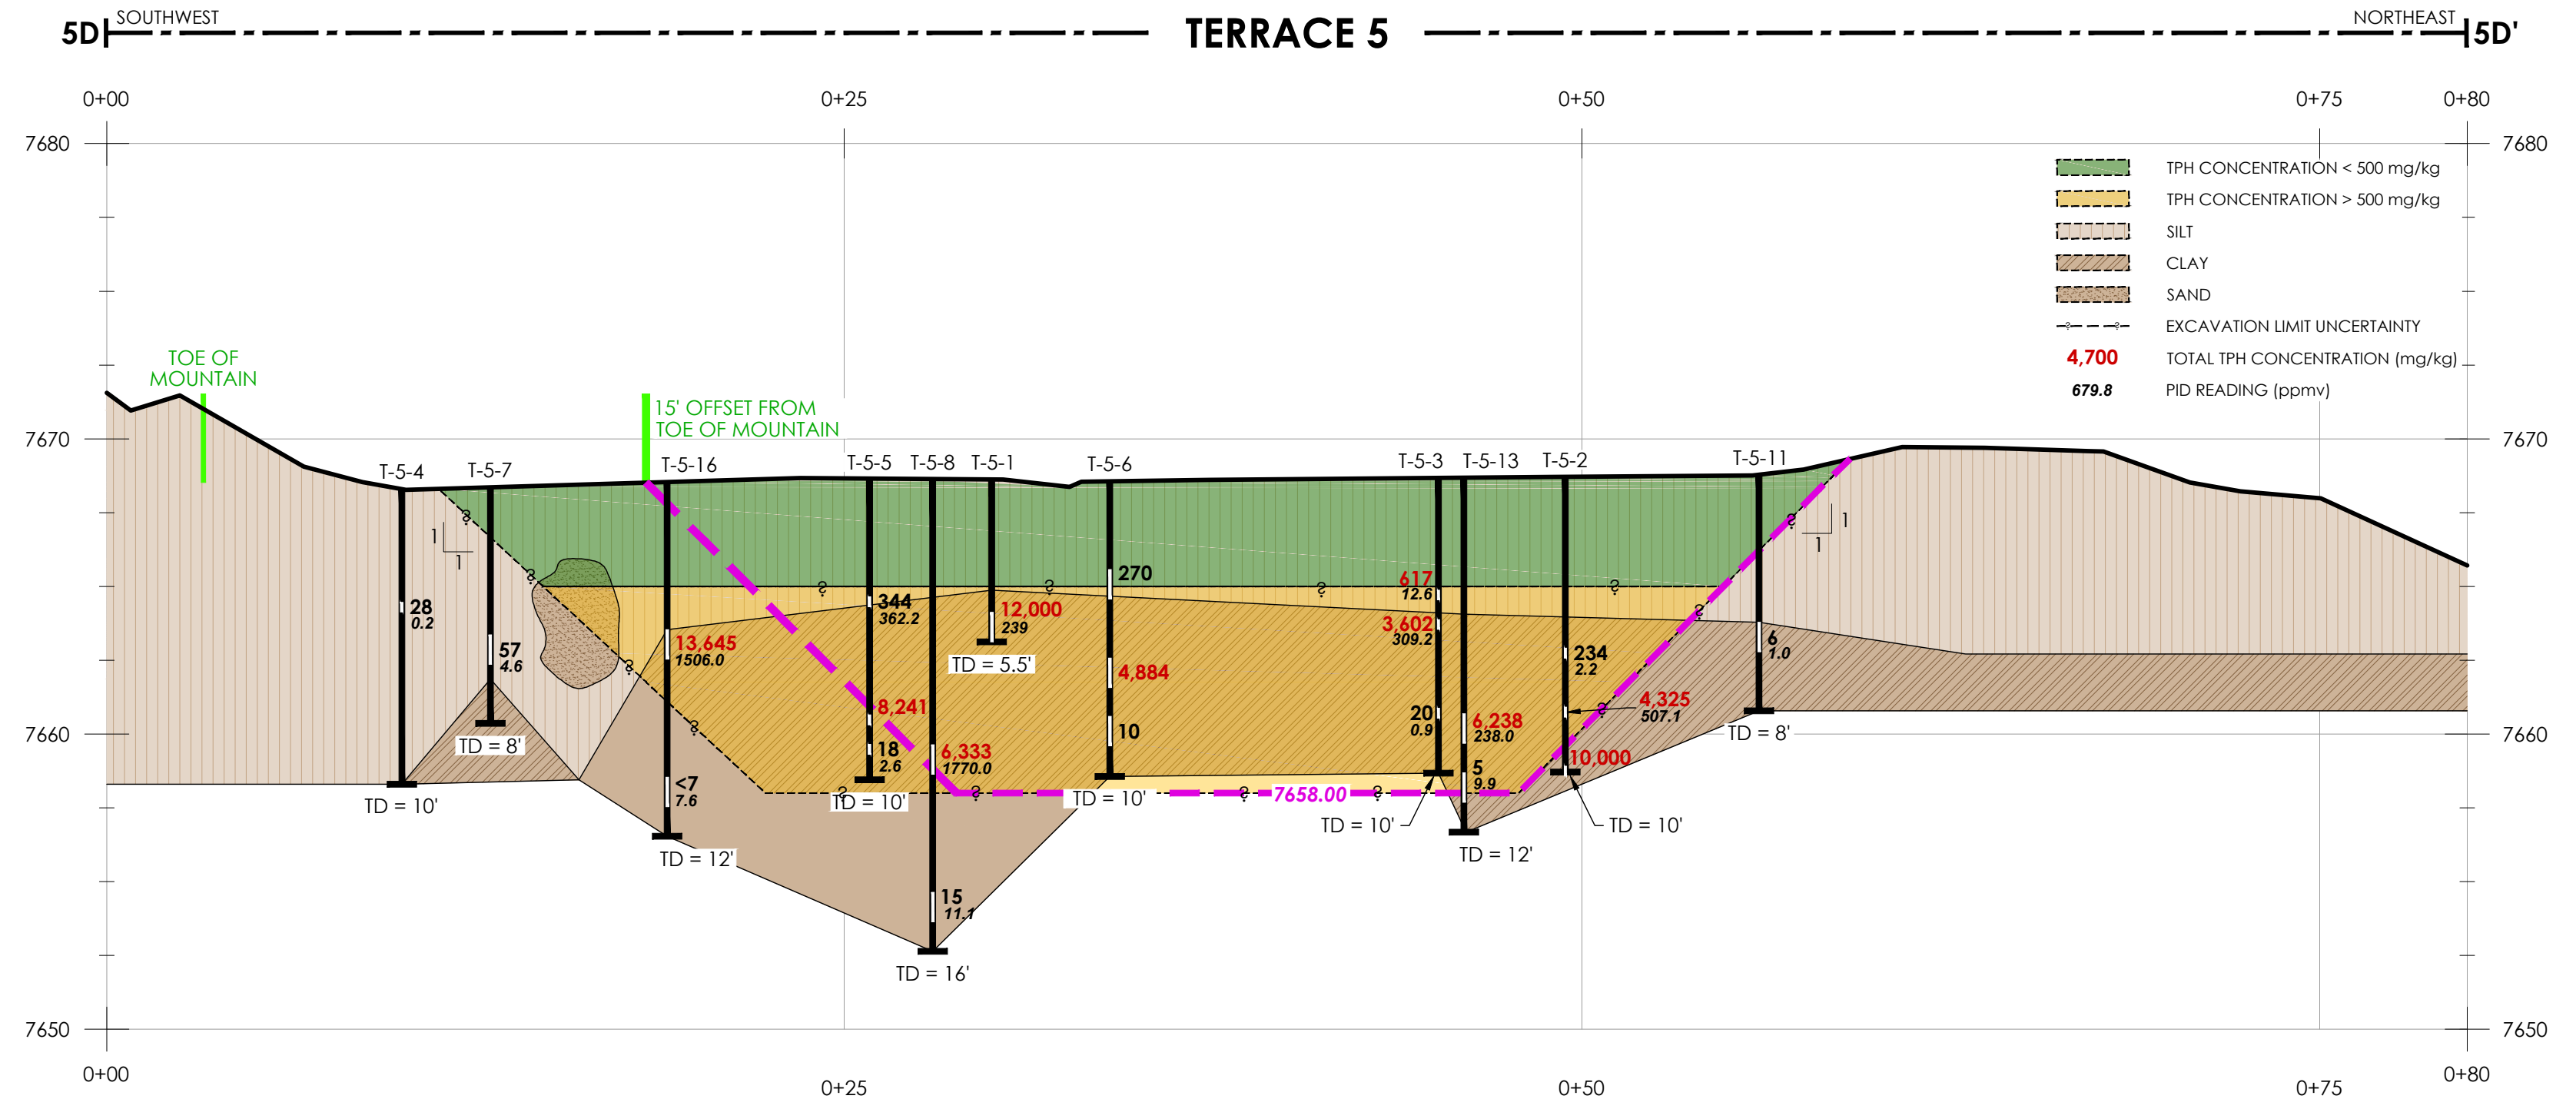 SOUTHWEST
NORTHEAST
5D
TERRACE 5
5D'
0+00
0+25
0+50
0+75
0+80
7680
7680
TPH CONCENTRATION < 500 mg/kg
TPH CONCENTRATION > 500 mg/kg
SILT
CLAY
SAND
EXCAVATION LIMIT UNCERTAINTY
4,700
TOTAL TPH CONCENTRATION (mg/kg)
679.8
PID READING (ppmv)
TOE OF
MOUNTAIN
15' OFFSET FROM
TOE OF MOUNTAIN
7670
7670
T-5-4
T-5-7
T-5-16
T-5-5
T-5-8
T-5-1
T-5-6
T-5-3
T-5-13
T-5-2
T-5-11
?
?
1
1
1
1
?
?
?
?
?
?
?
?
?
?
?
?
?
?
28
0.2
57
4.6
13,645
1506.0
<7
7.6
344
362.2
8,241
18
2.6
6,333
1770.0
15
11.1
12,000
239
270
4,884
10
617
12.6
3,602
309.2
20
0.9
6,238
238.0
5
9.9
234
2.2
4,325
507.1
10,000
6
1.0
7660
7660
7658.00
TD = 10'
TD = 8'
TD = 12'
TD = 10'
TD = 16'
TD = 5.5'
TD = 10'
TD = 10'
TD = 12'
TD = 10'
TD = 8'
7650
7650
0+00
0+25
0+50
0+75
0+80